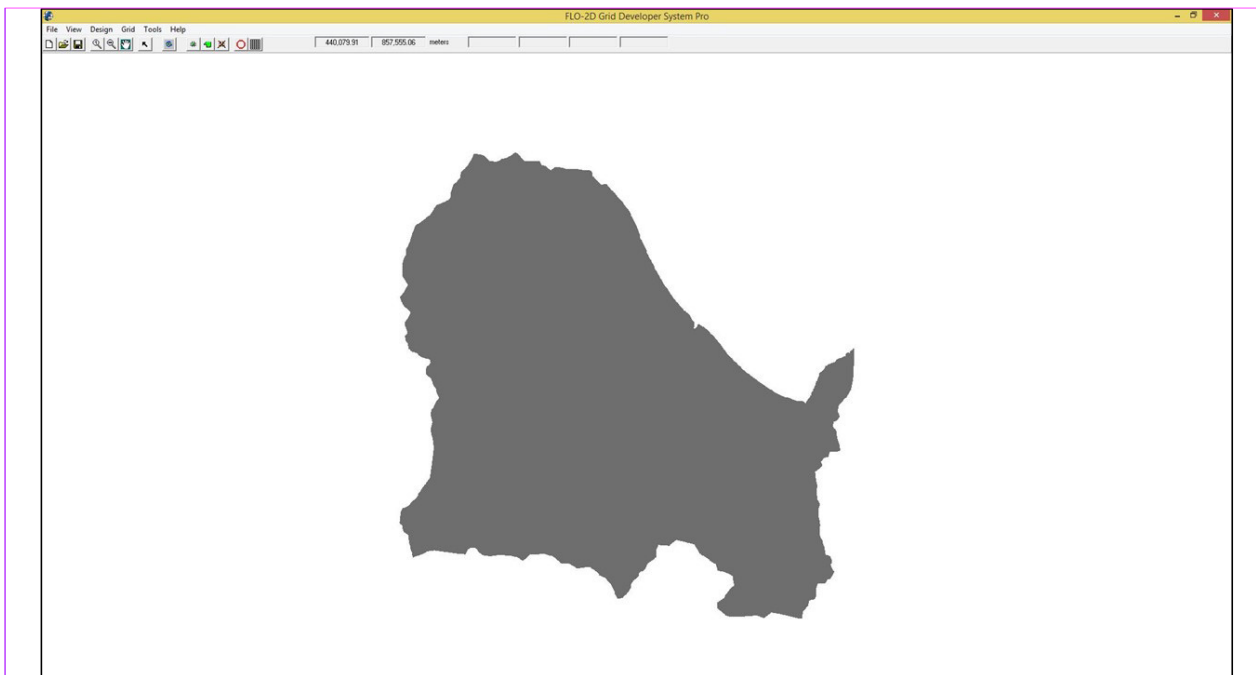 FLO-2D Grid Developer System Pro
File View Design Grid Tools Help
440,079.91 857,555.06 meters